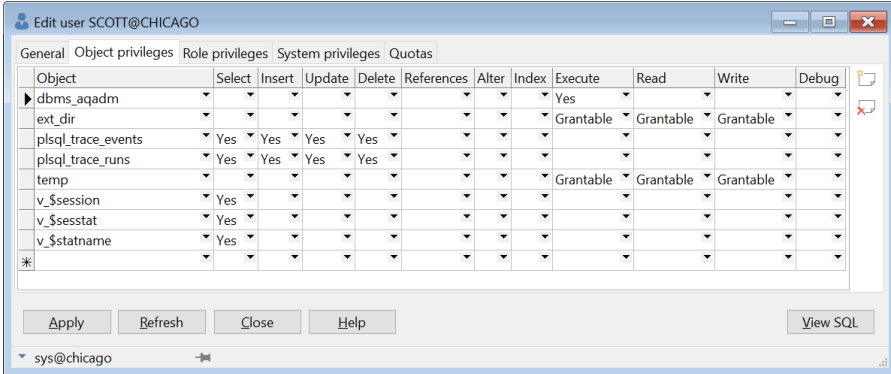 Edit user SCOTT@CHICAGO
General Object privileges Role privileges System privileges Quotas
Object Select Insert Update Delete References Alter Index Execute Read Write Debug
dbms_aqadm Yes
ext_dir Grantable Grantable Grantable
plsql_trace_events Yes Yes Yes Yes
plsql_trace_runs Yes Yes Yes Yes
temp Grantable Grantable Grantable
v_$session Yes
v_$sesstat Yes
v_$statname Yes
Apply Refresh Close Help View SQL
sys@chicago